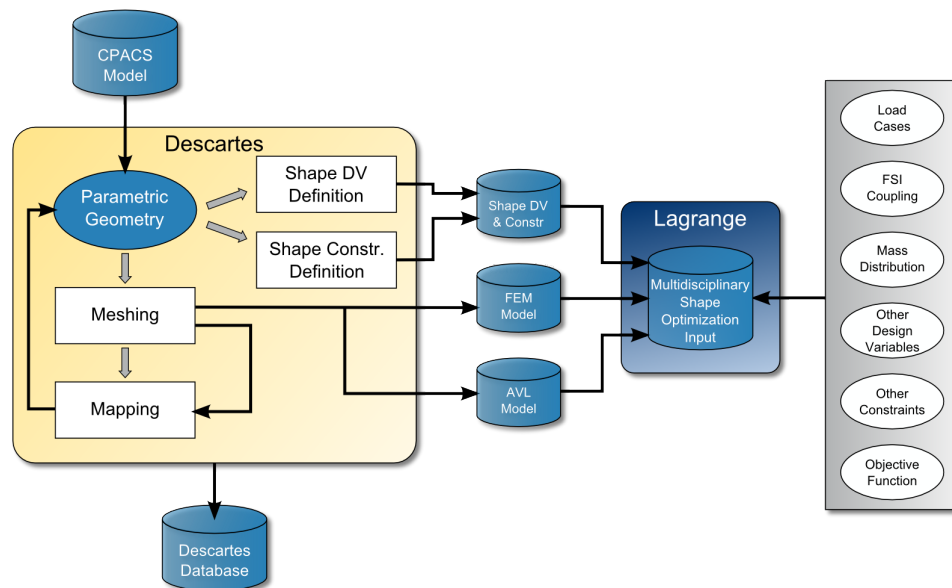 CPACS
Model
Descartes
Parametric
Geometry
Shape DV
Definition
Shape Constr.
Definition
Meshing
Mapping
Descartes
Database
Shape DV
& Constr
FEM
Model
AVL
Model
Lagrange
Multidisciplinary
Shape
Optimization
Input
Load
Cases
FSI
Coupling
Mass
Distribution
Other
Design
Variables
Other
Constraints
Objective
Function